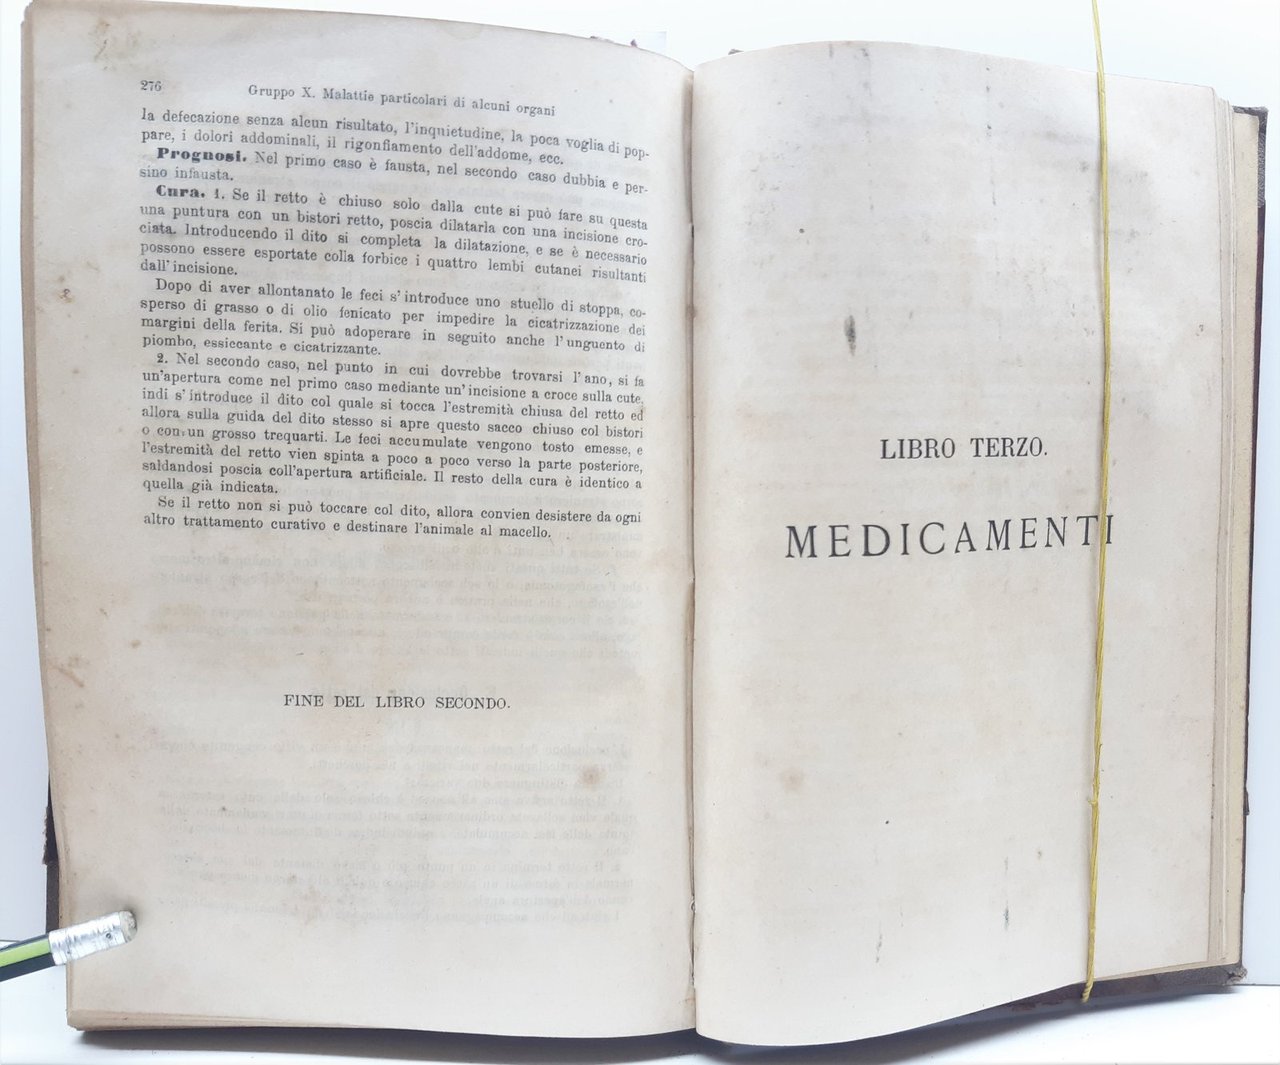 276
Gruppo X. Malattie particolari di alcuni organi
la defecazione senza alcun risultato, l'inquietudine, la poca voglia di pop-
pare, i dolori addominali, il rigonfiamento dell'addome, ecc.
Prognosi. Nel primo caso è fausta, nel secondo caso dubbia e per-
sino infausta.
Cura. 1. Se il retto è chiuso solo dalla cute si può fare su questa
una puntura con un bistori retto, poscia dilatarla con una incisione cro-
ciata. Introducendo il dito si completa la dilatazione, e se è necessario
possono essere esportate colla forbice i quattro lembi cutanei risultanti
dall'incisione.
Dopo di aver allontanato le feci s'introduce uno stuello di stoppa, co-
sperso di grasso o di olio fenicato per impedire la cicatrizzazione dei
margini della ferita. Si può adoperare in seguito anche l'unguento di
piombo, essiccante e cicatrizzante.
2. Nel secondo caso, nel punto in cui dovrebbe trovarsi l'ano, si fa
un'apertura come nel primo caso mediante un'incisione a croce sulla cute,
indi s'introduce il dito col quale si tocca l'estremità chiusa del retto ed
allora sulla guida del dito stesso si apre questo sacco chiuso col bistori
o con un grosso trequarti. Le feci accumulate vengono tosto emesse, e
l'estremità del retto vien spinta a poco a poco verso la parte posteriore,
saldandosi poscia coll'apertura artificiale. Il resto della cura è identico a
quella già indicata.
Se il retto non si può toccare col dito, allora convien desistere da ogni
altro trattamento curativo e destinare l'animale al macello.
FINE DEL LIBRO SECONDO.
LIBRO TERZO.
MEDICAMENTI